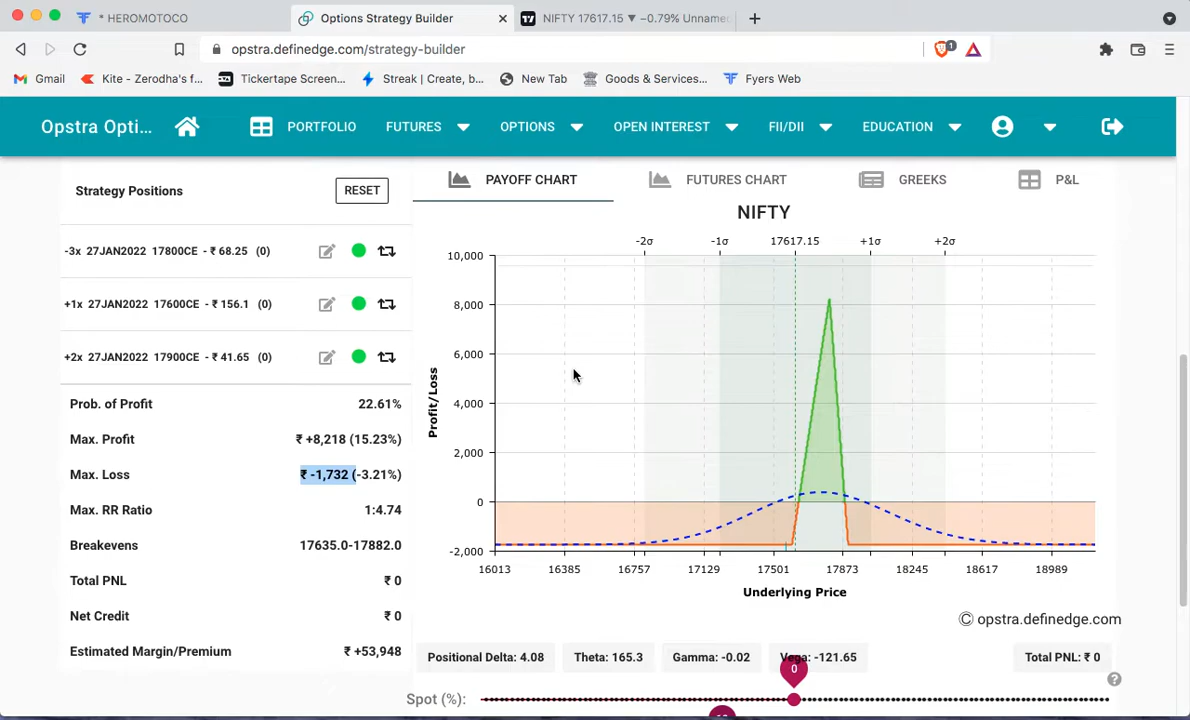 * HEROMOTOCO
Options Strategy Builder
NIFTY 17617.15 ▼ −0.79% Unname
opstra.definedge.com/strategy-builder
1
Gmail
Kite - Zerodha's f...
Tickertape Screen...
Streak | Create, b...
New Tab
Goods & Services...
Fyers Web
Opstra Opti...
PORTFOLIO
FUTURES
OPTIONS
OPEN INTEREST
FII/DII
EDUCATION
Strategy Positions
RESET
-3x 27JAN2022 17800CE - ₹ 68.25 (0)
+1x 27JAN2022 17600CE - ₹ 156.1 (0)
+2x 27JAN2022 17900CE - ₹ 41.65 (0)
Prob. of Profit 22.61%
Max. Profit ₹ +8,218 (15.23%)
Max. Loss ₹ -1,732 (-3.21%)
Max. RR Ratio 1:4.74
Breakevens 17635.0-17882.0
Total PNL ₹ 0
Net Credit ₹ 0
Estimated Margin/Premium ₹ +53,948
PAYOFF CHART
FUTURES CHART
GREEKS
P&L
NIFTY
-2σ -1σ 17617.15 +1σ +2σ
10,000
8,000
6,000
4,000
2,000
0
-2,000
Profit/Loss
16013 16385 16757 17129 17501 17873 18245 18617 18989
Underlying Price
© opstra.definedge.com
Positional Delta: 4.08
Theta: 165.3
Gamma: -0.02
Vega: -121.65
Total PNL: ₹ 0
?
0
Spot (%):